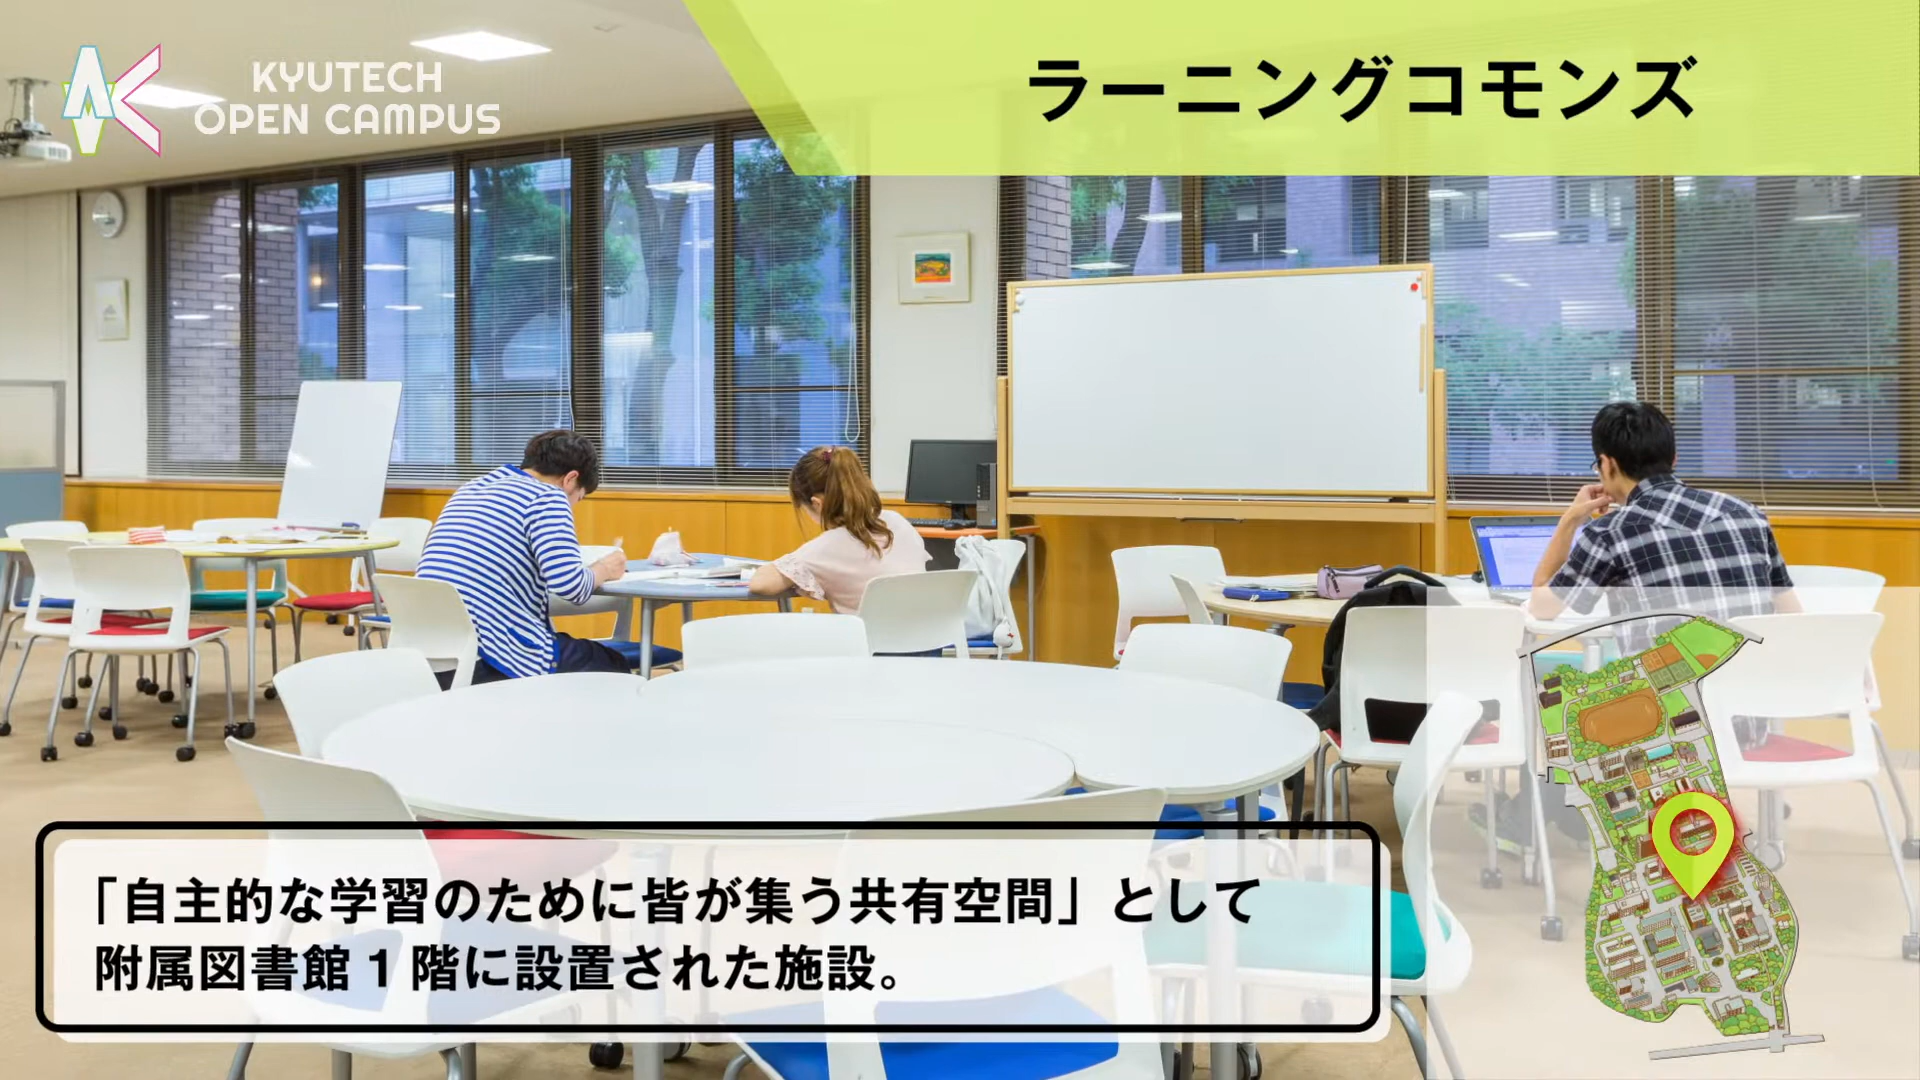 KYUTECH
OPEN CAMPUS
ラーニングコモンズ
「自主的な学習のために皆が集う共有空間」として
附属図書館1階に設置された施設。